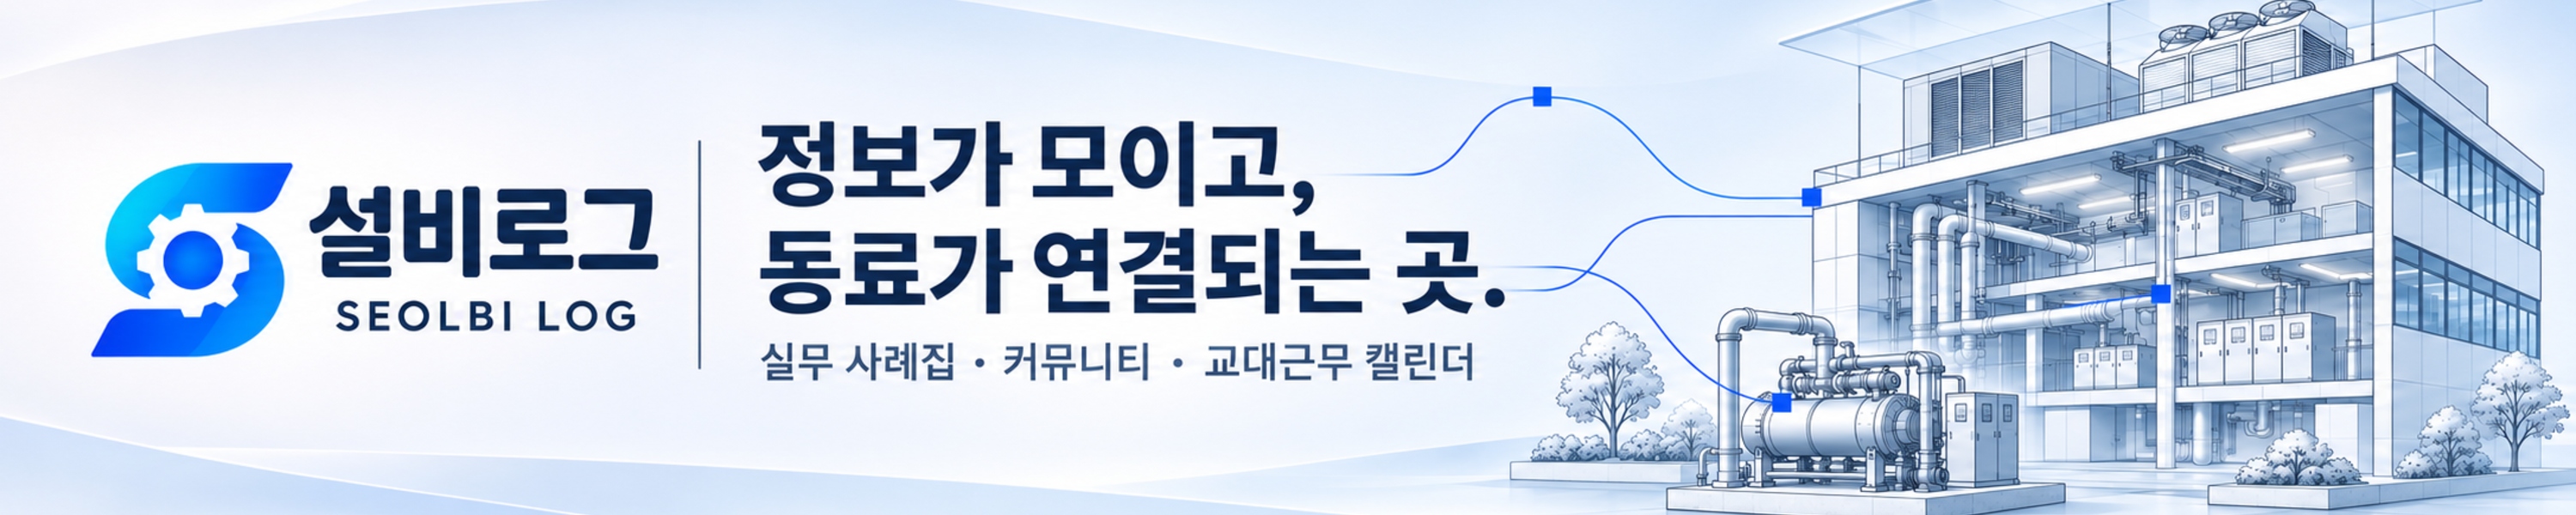 설비로그
SEOLBI LOG
정보가 모이고,
동료가 연결되는 곳.
실무 사례집 • 커뮤니티 • 교대근무 캘린더